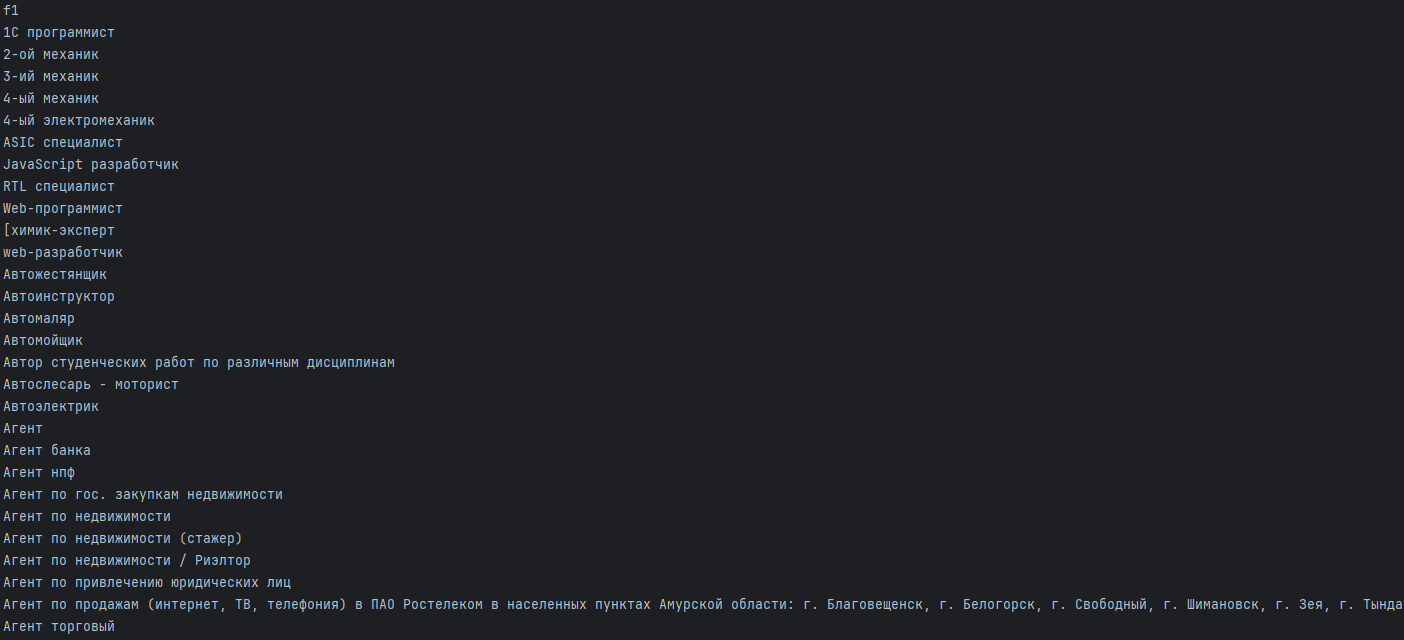 f1
1C программист
2-ой механик
3-ий механик
4-ый механик
4-ый электромеханик
ASIC специалист
JavaScript разработчик
RTL специалист
Web-программист
[химик-эксперт
web-разработчик
Автожестянщик
Автоинструктор
Автомаляр
Автомойщик
Автор студенческих работ по различным дисциплинам
Автослесарь - моторист
Автоэлектрик
Агент
Агент банка
Агент нпф
Агент по гос. закупкам недвижимости
Агент по недвижимости
Агент по недвижимости (стажер)
Агент по недвижимости / Риэлтор
Агент по привлечению юридических лиц
Агент по продажам (интернет, ТВ, телефония) в ПАО Ростелеком в населенных пунктах Амурской области: г. Благовещенск, г. Белогорск, г. Свободный, г. Шимановск, г. Зея, г. Тында
Агент торговый